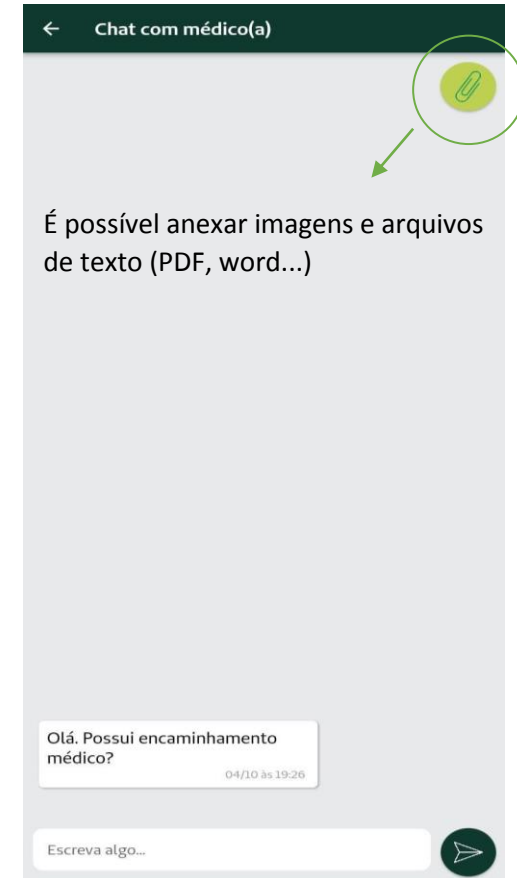 Chat com médico(a)
É possível anexar imagens e arquivos
de texto (PDF, word...)
Olá. Possui encaminhamento
médico?
04/10 às 19:26
Escreva algo...